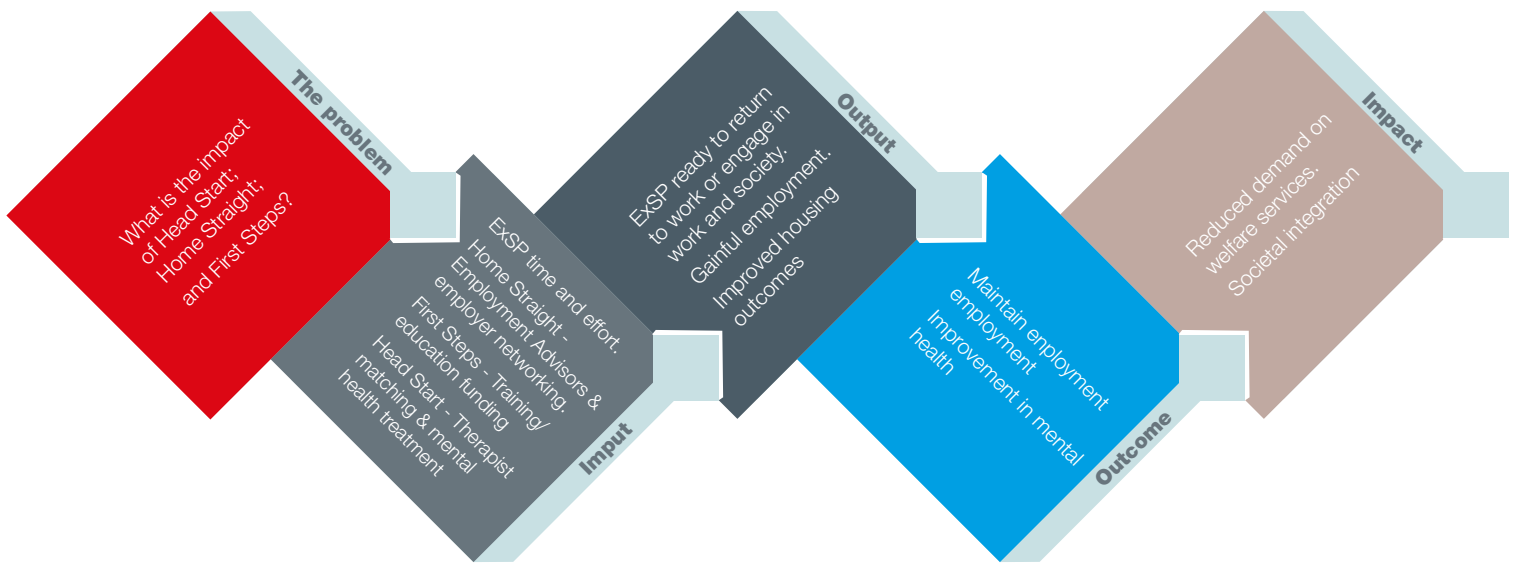 The problem
What is the impact
of Head Start;
Home Straight;
and First Steps?
Imput
ExSP time and effort.
Home Straight -
Employment Advisors &
employer networking.
First Steps - Training/
education funding
Head Start - Therapist
matching & mental
health treatment
Output
ExSP ready to return
to work or engage in
work and society.
Gainful employment.
Improved housing
outcomes
Outcome
Maintain employment
employment
Improvement in mental
health
Impact
Reduced demand on
welfare services.
Societal integration